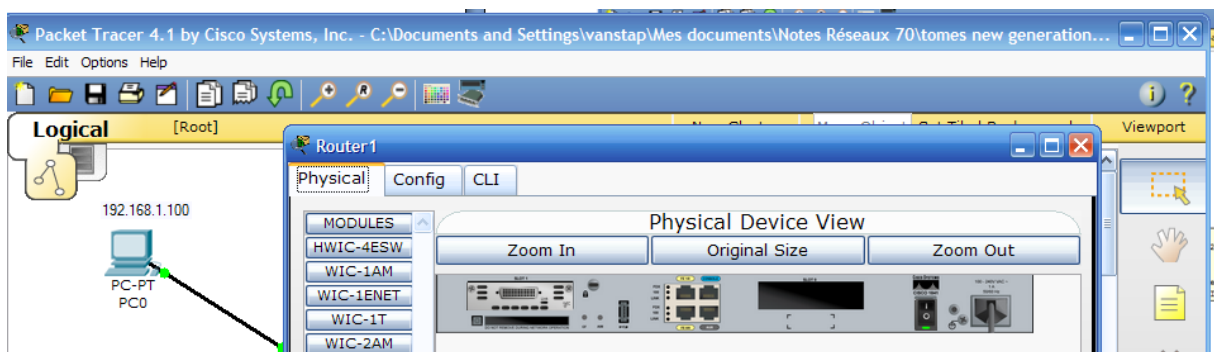 Packet Tracer 4.1 by Cisco Systems, Inc. - C:\Documents and Settings\vanstap\Mes documents\Notes Réseaux 70\tomes new generation...
File Edit Options Help
Logical [Root] Viewport
Router1
Physical Config CLI
192.168.1.100
PC-PT
PC0
MODULES
HWIC-4ESW
WIC-1AM
WIC-1ENET
WIC-1T
WIC-2AM
Physical Device View
Zoom In Original Size Zoom Out